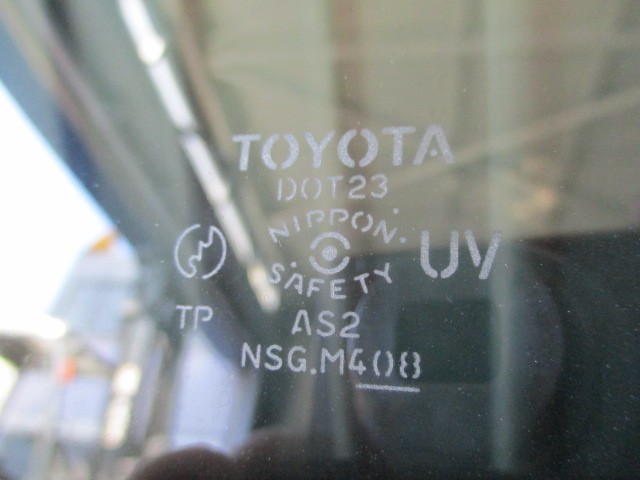 TOYOTA
DOT23
NIPPON.
.SAFETY
UV
TP
AS2
NSG.M408